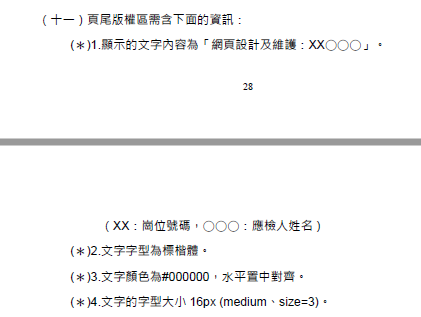 （十一）頁尾版權區需含下面的資訊：
(＊)1.顯示的文字內容為「網頁設計及維護：XX○○○」。
28
（XX：崗位號碼，○○○：應檢人姓名）
(＊)2.文字字型為標楷體。
(＊)3.文字顏色為#000000，水平置中對齊。
(＊)4.文字的字型大小 16px (medium、size=3)。